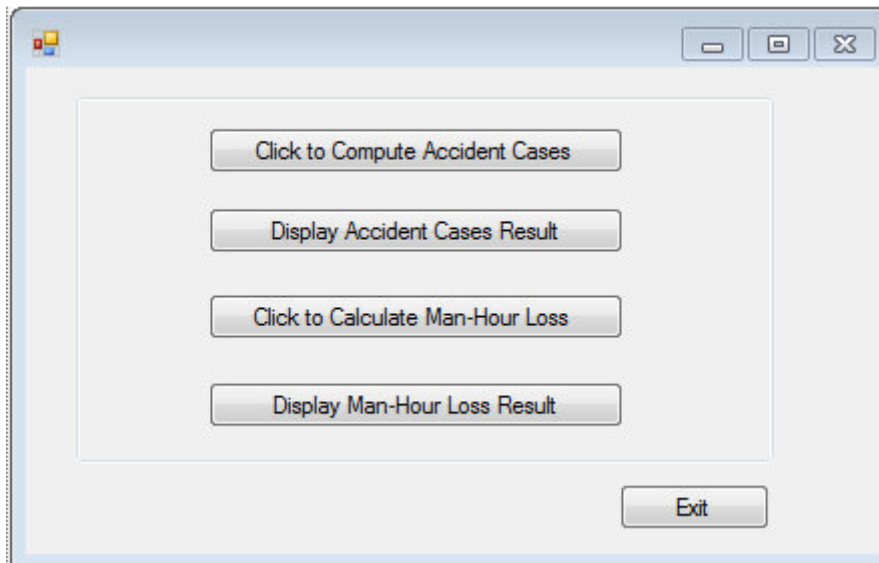 Click to Compute Accident Cases
Display Accident Cases Result
Click to Calculate Man-Hour Loss
Display Man-Hour Loss Result
Exit